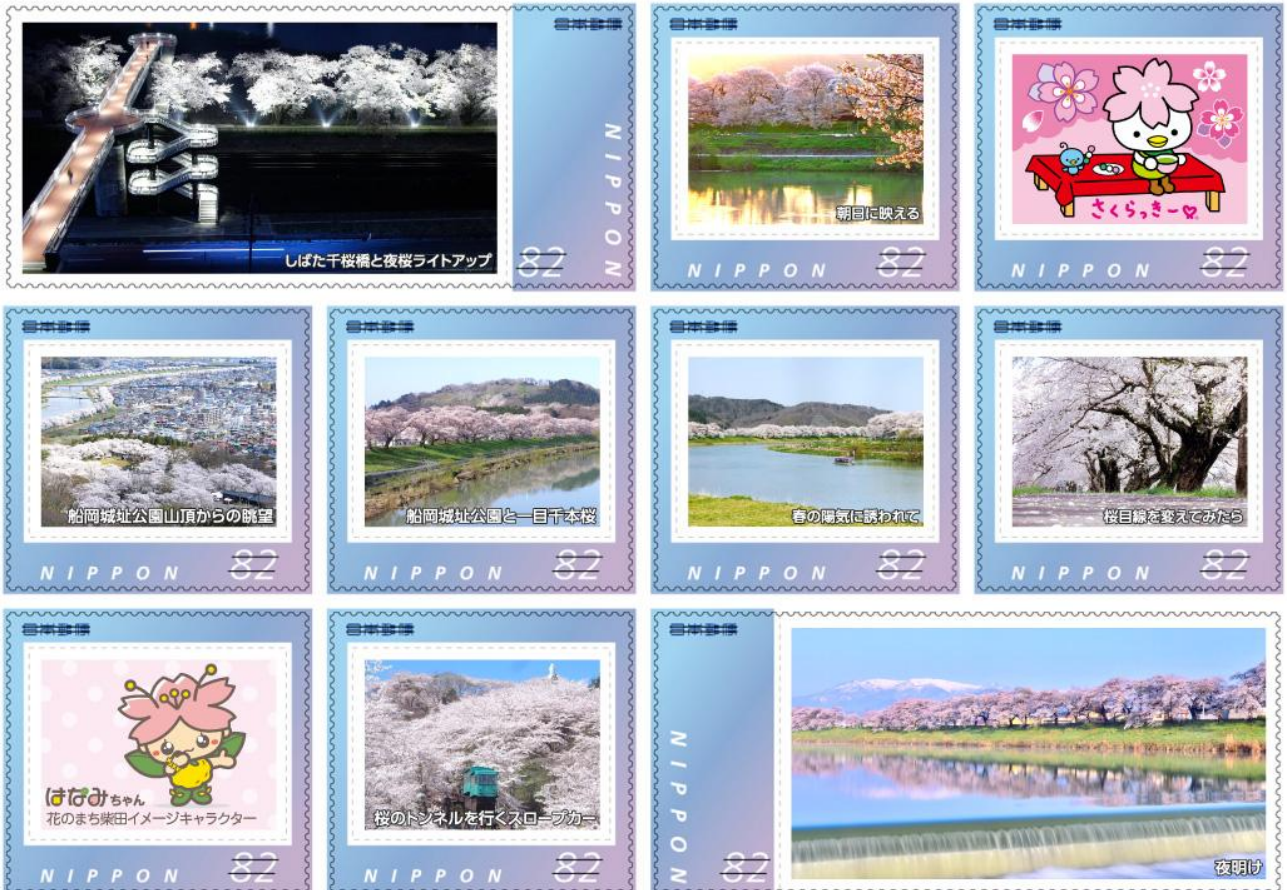 日本郵便
NIPPON
82
しばた千桜橋と夜桜ライトアップ
日本郵便
朝日に映える
NIPPON
82
日本郵便
さくらっきー
NIPPON
82
日本郵便
船岡城址公園山頂からの眺望
NIPPON
82
日本郵便
船岡城址公園と一目千本桜
NIPPON
82
日本郵便
春の陽気に誘われて
NIPPON
82
日本郵便
桜目線を変えてみたら
NIPPON
82
日本郵便
はなみちゃん
花のまち柴田イメージキャラクター
NIPPON
82
日本郵便
桜のトンネルを行くスロープカー
NIPPON
82
日本郵便
NIPPON
82
夜明け